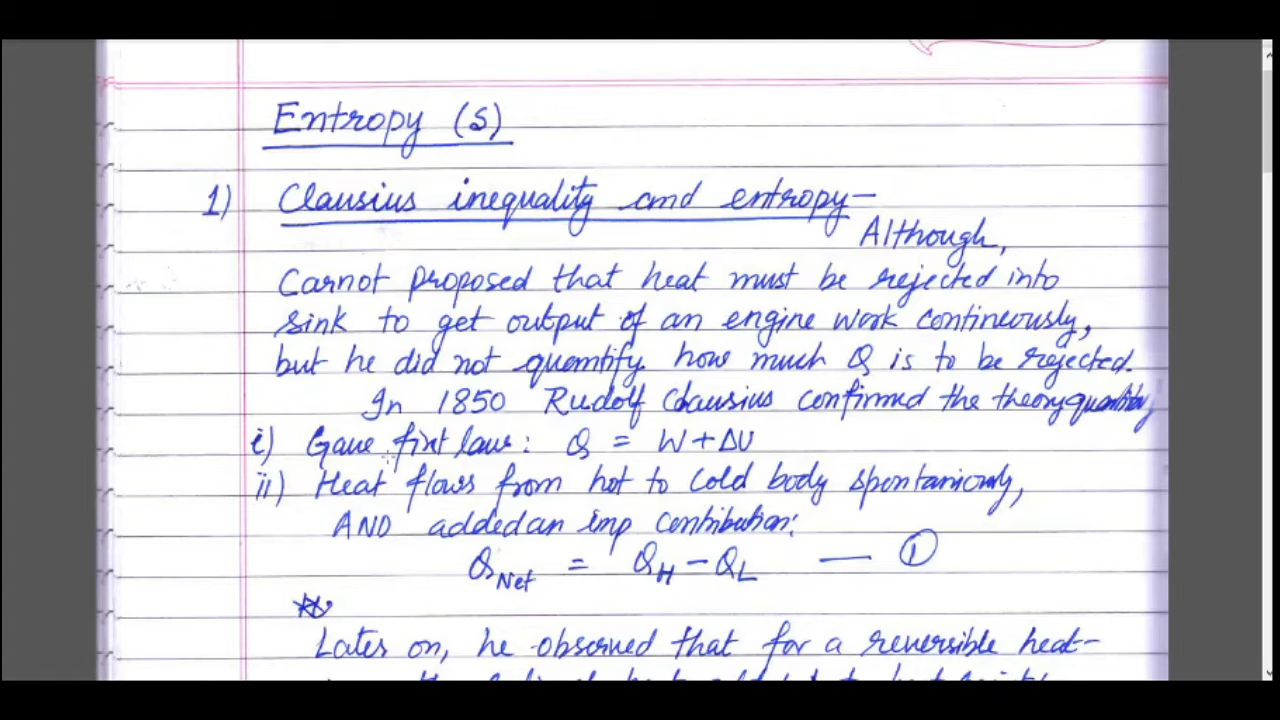 Entropy (S)
1) Clausius inequality and entropy—
Although,
Carnot proposed that heat must be rejected into
sink to get output of an engine work contineously,
but he did not quantify how much Q is to be rejected.
In 1850 Rudolf Clausius confirmed the theory
i) Gave first law: Q = W + ΔU
ii) Heat flows from hot to cold body spontaniously,
AND added an imp contribution:
Q_Net = Q_H − Q_L — ①
Later on, he observed that for a reversible heat-